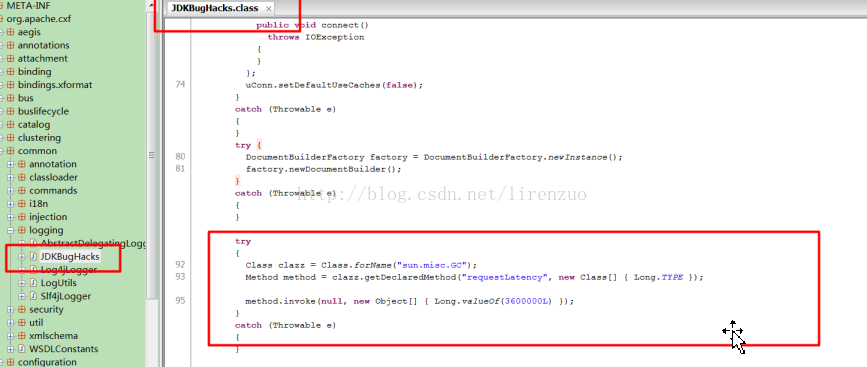 META-INF
org.apache.cxf
aegis
annotations
attachment
binding
bindings.xformat
bus
buslifecycle
catalog
clustering
common
annotation
classloader
commands
i18n
injection
logging
AbstractDelegatingLogg
JDKBugHacks
Log4jLogger
LogUtils
Slf4jLogger
security
util
xmlschema
WSDLConstants
configuration
JDKBugHacks.class
public void connect()
throws IOException
{
}
};
74 uConn.setDefaultUseCaches(false);
}
catch (Throwable e)
{
}
try {
80 DocumentBuilderFactory factory = DocumentBuilderFactory.newInstance();
81 factory.newDocumentBuilder();
}
catch (Throwable e)
{
}
http://blog.csdn.net/lirenzuo
try
{
92 Class clazz = Class.forName("sun.misc.GC");
93 Method method = clazz.getDeclaredMethod("requestLatency", new Class[] { Long.TYPE });
95 method.invoke(null, new Object[] { Long.valueOf(3600000L) });
}
catch (Throwable e)
{
}